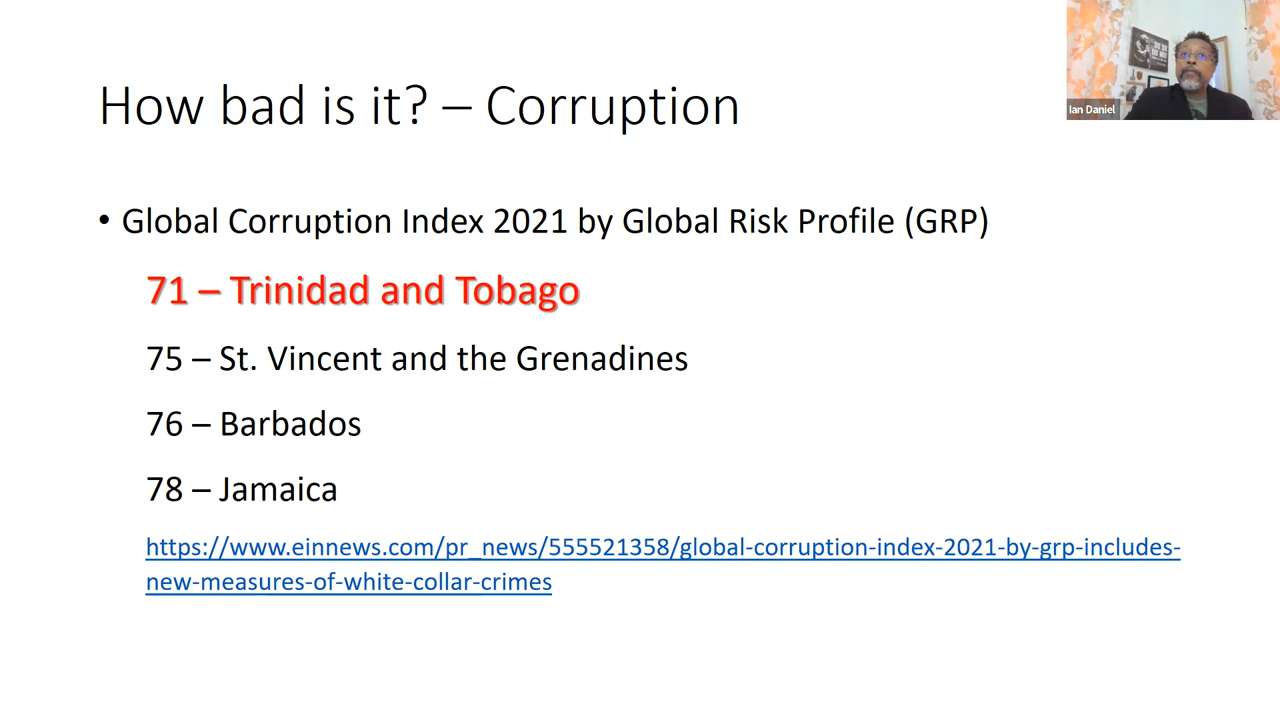 How bad is it? – Corruption
• Global Corruption Index 2021 by Global Risk Profile (GRP)
71 – Trinidad and Tobago
75 – St. Vincent and the Grenadines
76 – Barbados
78 – Jamaica
https://www.einnews.com/pr_news/555521358/global-corruption-index-2021-by-grp-includes-
new-measures-of-white-collar-crimes
Ian Daniel